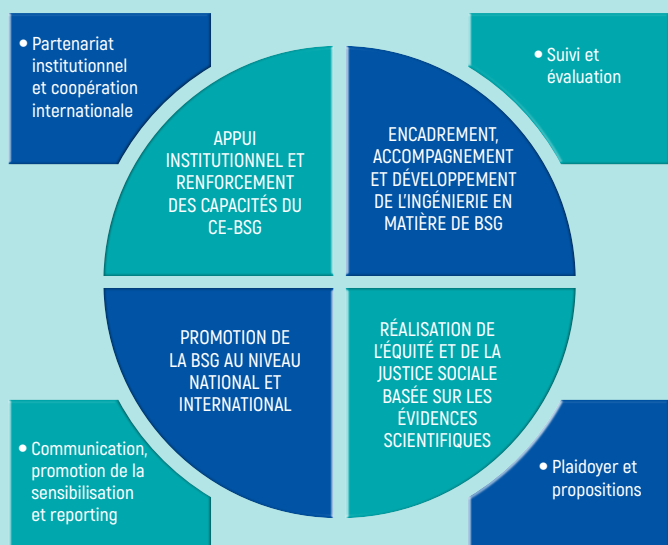 • Partenariat
institutionnel
et coopération
internationale
• Suivi et
évaluation
APPUI
INSTITUTIONNEL ET
RENFORCEMENT
DES CAPACITÉS DU
CE-BSG
ENCADREMENT,
ACCOMPAGNEMENT
ET DÉVELOPPEMENT
DE L'INGÉNIERIE EN
MATIÈRE DE BSG
PROMOTION DE
LA BSG AU NIVEAU
NATIONAL ET
INTERNATIONAL
RÉALISATION DE
L'ÉQUITÉ ET DE LA
JUSTICE SOCIALE
BASÉE SUR LES
ÉVIDENCES
SCIENTIFIQUES
• Communication,
promotion de la
sensibilisation
et reporting
• Plaidoyer et
propositions